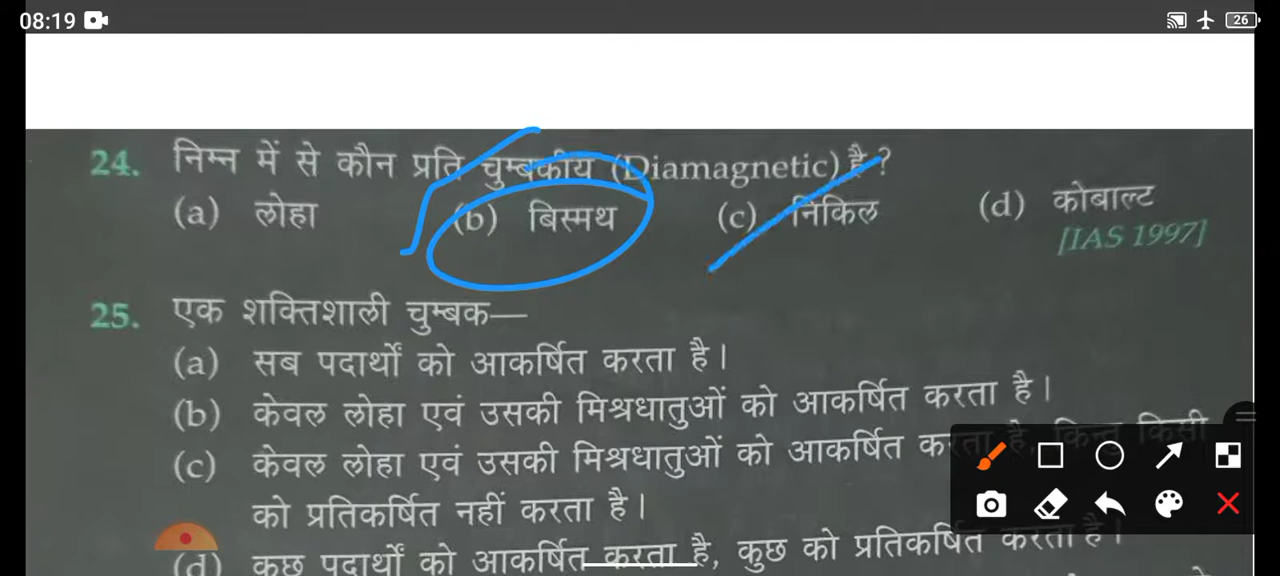 08:19
26
24. निम्न में से कौन प्रति चुम्बकीय (Diamagnetic) है?
(a) लोहा (b) बिस्मथ (c) निकिल (d) कोबाल्ट
[IAS 1997]
25. एक शक्तिशाली चुम्बक—
(a) सब पदार्थों को आकर्षित करता है।
(b) केवल लोहा एवं उसकी मिश्रधातुओं को आकर्षित करता है।
(c) केवल लोहा एवं उसकी मिश्रधातुओं को आकर्षित करता है, किन्तु किसी
को प्रतिकर्षित नहीं करता है।
(d) कुछ पदार्थों को आकर्षित करता है, कुछ को प्रतिकर्षित करता है।